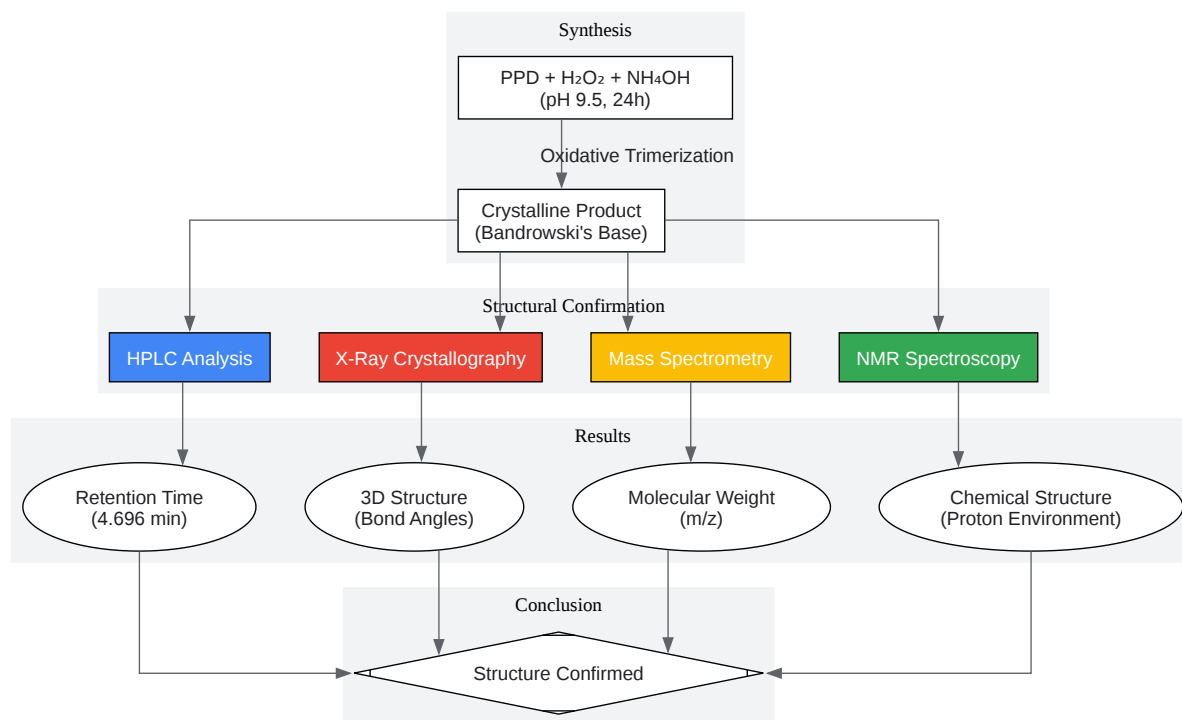 Synthesis
PPD + H₂O₂ + NH₄OH
(pH 9.5, 24h)
Oxidative Trimerization
Crystalline Product
(Bandrowski's Base)
Structural Confirmation
HPLC Analysis
X-Ray Crystallography
Mass Spectrometry
NMR Spectroscopy
Results
Retention Time
(4.696 min)
3D Structure
(Bond Angles)
Molecular Weight
(m/z)
Chemical Structure
(Proton Environment)
Conclusion
Structure Confirmed